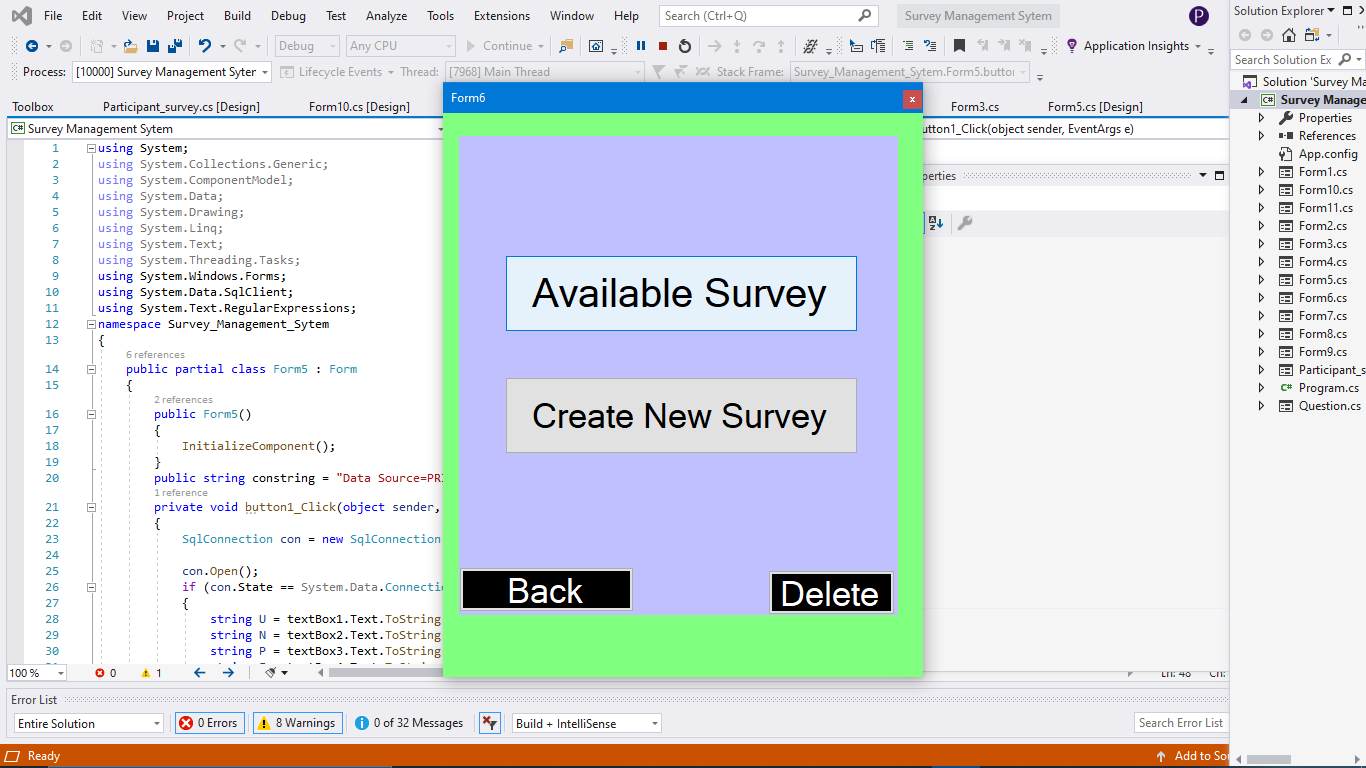 File Edit View Project Build Debug Test Analyze Tools Extensions Window Help Search (Ctrl+Q) Survey Management Sytem P
Debug Any CPU Continue Application Insights
Process: [10000] Survey Management Syter Lifecycle Events Thread: [7968] Main Thread Stack Frame: Survey_Management_Sytem.Form5.button
Toolbox Participant_survey.cs [Design] Form10.cs [Design] Form3.cs Form5.cs [Design]
C# Survey Management Sytem utton1_Click(object sender, EventArgs e)
1 using System;
2 using System.Collections.Generic;
3 using System.ComponentModel;
4 using System.Data;
5 using System.Drawing;
6 using System.Linq;
7 using System.Text;
8 using System.Threading.Tasks;
9 using System.Windows.Forms;
10 using System.Data.SqlClient;
11 using System.Text.RegularExpressions;
12 namespace Survey_Management_Sytem
13 {
6 references
14 public partial class Form5 : Form
15 {
2 references
16 public Form5()
17 {
18 InitializeComponent();
19 }
20 public string constring = "Data Source=PRI
1 reference
21 private void button1_Click(object sender,
22 {
23 SqlConnection con = new SqlConnection
24
25 con.Open();
26 if (con.State == System.Data.Connectio
27 {
28 string U = textBox1.Text.ToString
29 string N = textBox2.Text.ToString
30 string P = textBox3.Text.ToString
100 % 0 1 Ln: 48 Ch:
Form6 x
Available Survey
Create New Survey
Back Delete
perties
Solution Explorer
Search Solution Ex
Solution 'Survey Ma
C# Survey Manage
Properties
References
App.config
Form1.cs
Form10.cs
Form11.cs
Form2.cs
Form3.cs
Form4.cs
Form5.cs
Form6.cs
Form7.cs
Form8.cs
Form9.cs
Participant_s
C# Program.cs
Question.cs
Error List
Entire Solution 0 Errors 8 Warnings 0 of 32 Messages Build + IntelliSense Search Error List
Ready Add to Sou